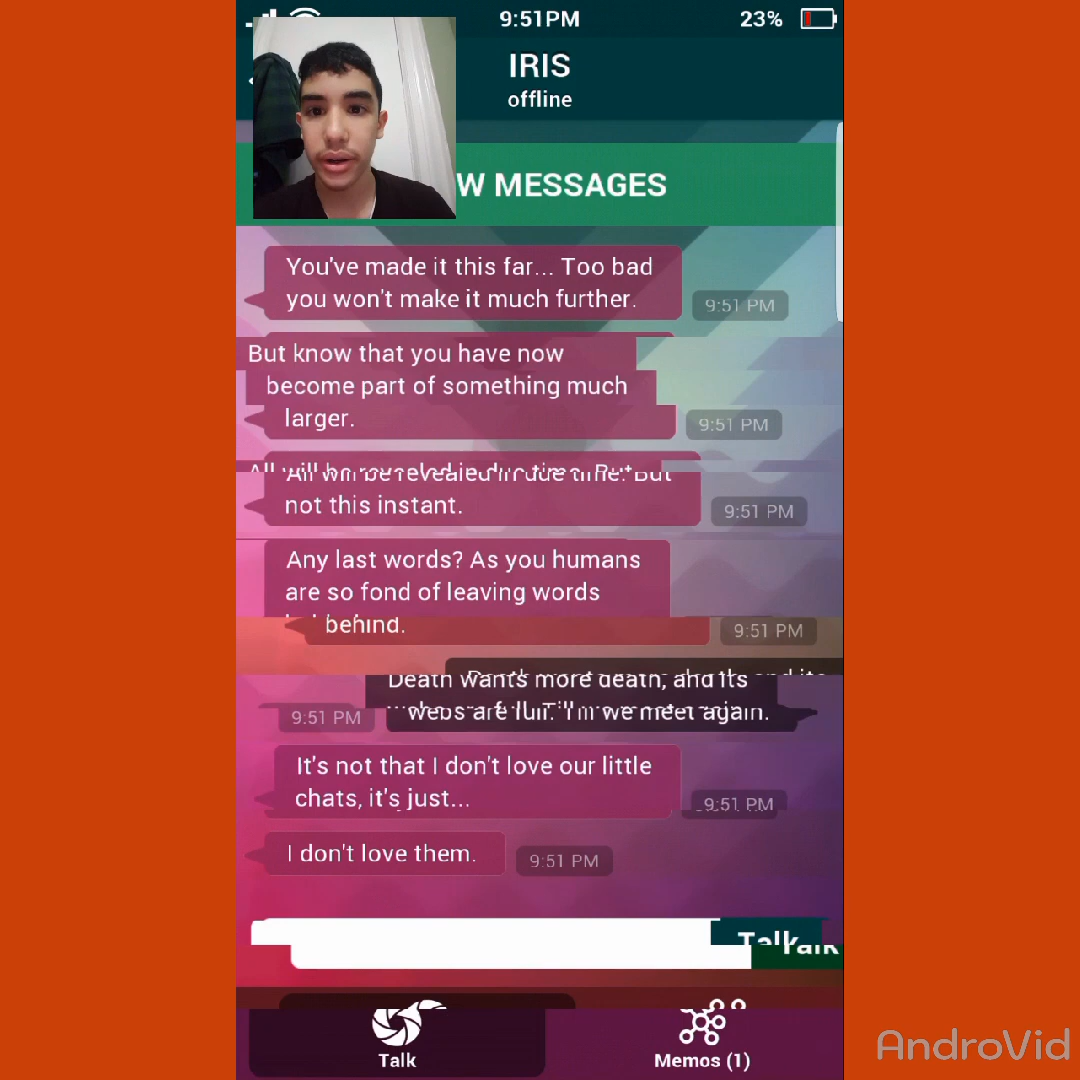 9:51PM
23%
IRIS
offline
W MESSAGES
You've made it this far... Too bad
you won't make it much further.
9:51 PM
But know that you have now
become part of something much
larger.
9:51 PM
All will be revealed in due time. But
not this instant.
9:51 PM
Any last words? As you humans
are so fond of leaving words
behind.
9:51 PM
Death wants more death, and its
webs are full. Till we meet again.
9:51 PM
It's not that I don't love our little
chats, it's just...
9:51 PM
I don't love them.
9:51 PM
Talk
Talk
Memos (1)
AndroVid